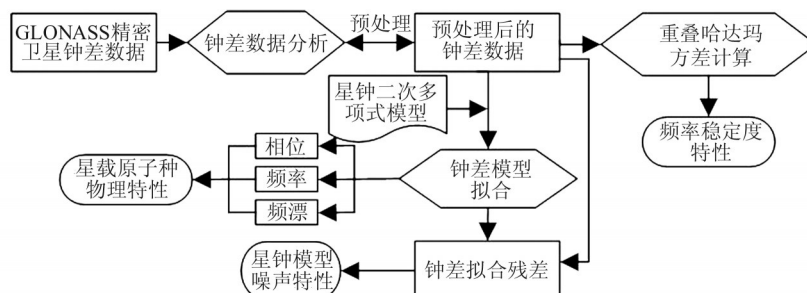 GLONASS精密
卫星钟差数据
钟差数据分析
预处理
预处理后的
钟差数据
重叠哈达玛
方差计算
星钟二次多
项式模型
频率稳定度
特性
相位
频率
频漂
星载原子种
物理特性
钟差模型
拟合
钟差拟合残差
星钟模型
噪声特性